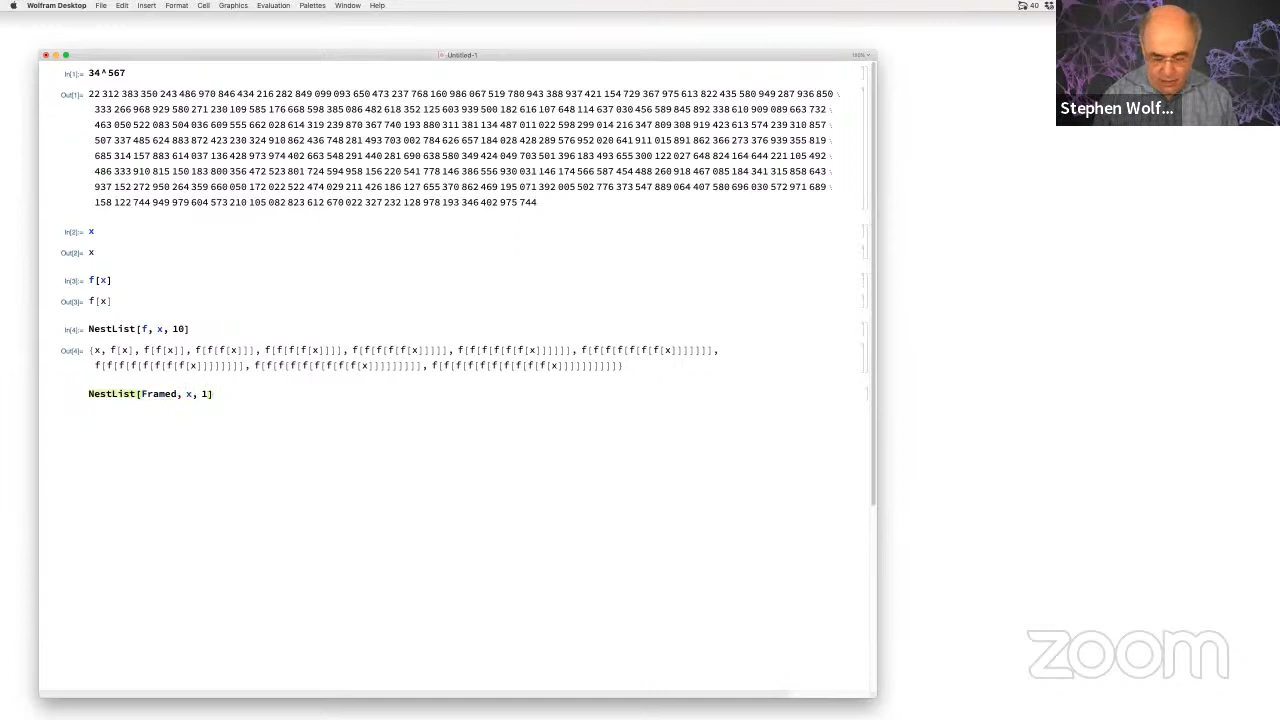 Wolfram Desktop File Edit Insert Format Cell Graphics Evaluation Palettes Window Help 40
Untitled-1
In[1]:= 34^567
Out[1]= 22 312 383 350 243 486 970 846 434 216 282 849 099 093 650 473 237 768 160 986 067 519 780 943 388 937 421 154 729 367 975 613 822 435 580 949 287 936 850 \
333 266 968 929 580 271 230 109 585 176 668 598 385 086 482 618 352 125 603 939 500 182 616 107 648 114 637 030 456 589 845 892 338 610 909 089 663 732 \
463 050 522 083 504 036 609 555 662 028 614 319 239 817 067 740 193 880 311 381 134 487 011 022 598 299 014 216 347 809 308 919 423 613 574 239 310 857 \
507 337 485 624 883 872 423 230 324 910 862 436 748 281 493 703 002 784 626 657 184 028 428 289 576 952 020 641 911 015 891 862 366 273 376 939 355 819 \
685 314 157 883 614 037 136 428 973 974 402 663 548 291 440 281 690 638 580 349 424 049 703 501 396 183 493 655 300 122 027 648 824 164 644 221 105 492 \
486 333 910 815 150 183 800 356 472 523 801 724 594 958 156 220 541 778 146 386 556 930 031 146 174 566 587 454 488 260 918 467 085 184 341 315 858 643 \
937 152 272 950 264 359 660 050 172 022 522 474 029 211 426 186 127 655 370 862 469 195 071 392 005 502 776 373 547 889 064 407 580 696 030 572 971 689 \
158 122 744 949 979 604 573 210 105 082 823 612 670 022 327 232 128 978 193 346 402 975 744
In[2]:= x
Out[2]= x
In[3]:= f[x]
Out[3]= f[x]
In[4]:= NestList[f, x, 10]
Out[4]= {x, f[x], f[f[x]], f[f[f[x]]], f[f[f[f[x]]]], f[f[f[f[f[x]]]]], f[f[f[f[f[f[x]]]]]], f[f[f[f[f[f[f[x]]]]]]],
f[f[f[f[f[f[f[f[x]]]]]]]], f[f[f[f[f[f[f[f[f[x]]]]]]]]], f[f[f[f[f[f[f[f[f[f[x]]]]]]]]]]}
NestList[Framed, x, 1]
Stephen Wolf...
zoom